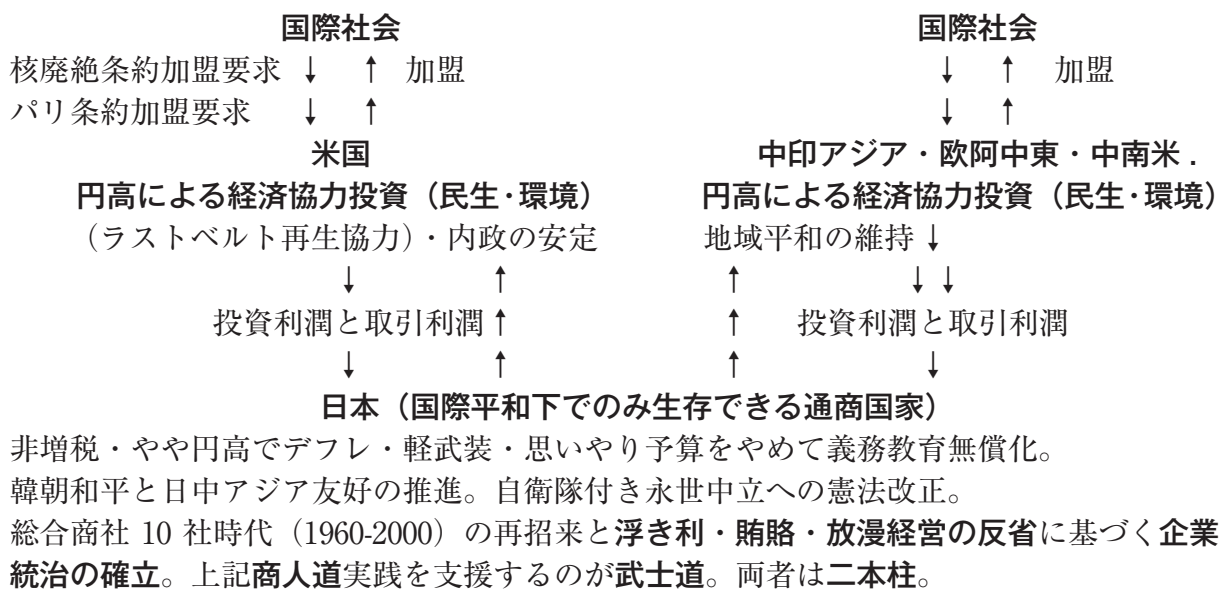 国際社会 国際社会
核廃絶条約加盟要求 ↓ ↑ 加盟 ↓ ↑ 加盟
パリ条約加盟要求 ↓ ↑ ↓ ↑
米国 中印アジア・欧阿中東・中南米.
円高による経済協力投資（民生・環境） 円高による経済協力投資（民生・環境）
（ラストベルト再生協力）・内政の安定 地域平和の維持↓
↓ ↑ ↑ ↓↓
投資利潤と取引利潤↑ ↑ 投資利潤と取引利潤
↓ ↑ ↑ ↓
日本（国際平和下でのみ生存できる通商国家）
非増税・やや円高でデフレ・軽武装・思いやり予算をやめて義務教育無償化。
韓朝和平と日中アジア友好の推進。自衛隊付き永世中立への憲法改正。
総合商社 10 社時代（1960-2000）の再招来と浮き利・賄賂・放漫経営の反省に基づく企業
統治の確立。上記商人道実践を支援するのが武士道。両者は二本柱。